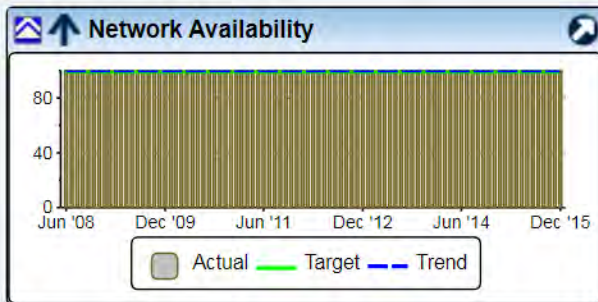 Network Availability
80
40
0
Jun '08 Dec '09 Jun '11 Dec '12 Jun '14 Dec '15
Actual Target Trend